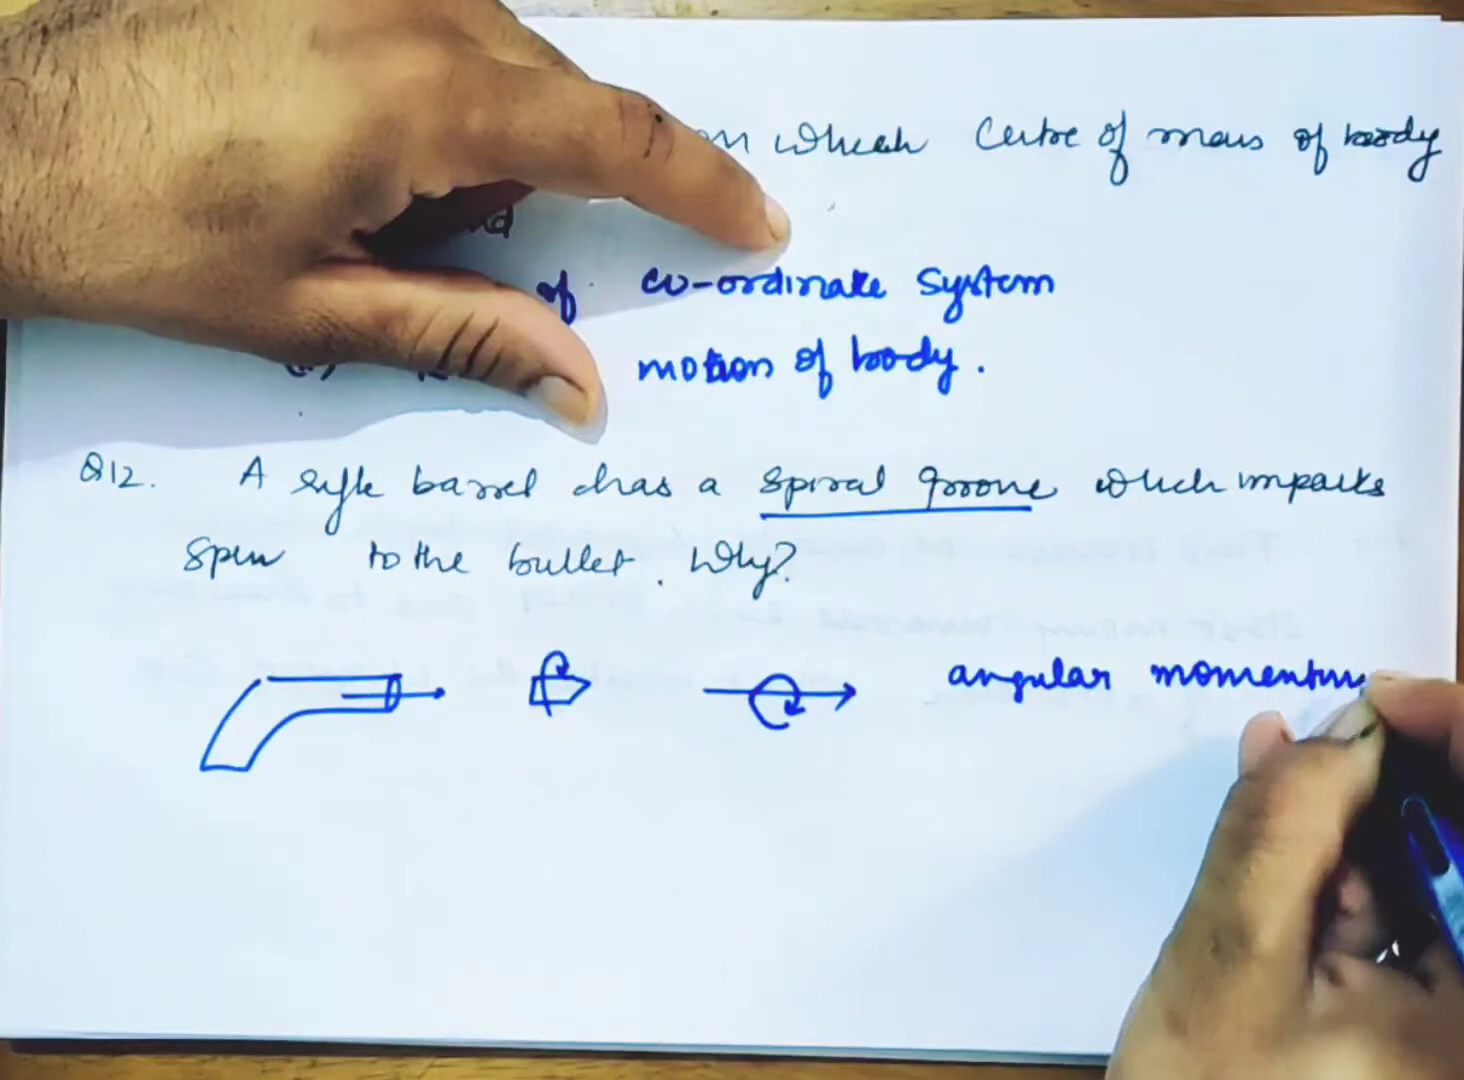 on which Centre of mass of body
of co-ordinate system
motion of body.
Q12. A rifle barrel has a spiral groove which imparts
spin to the bullet. Why?
angular momentum